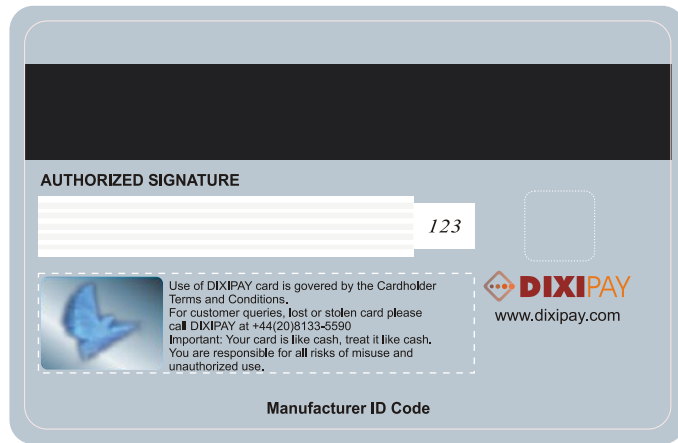 AUTHORIZED SIGNATURE
123
Use of DIXIPAY card is govered by the Cardholder
Terms and Conditions.
For customer queries, lost or stolen card please
call DIXIPAY at +44(20)8133-5590
Important: Your card is like cash, treat it like cash.
You are responsible for all risks of misuse and
unauthorized use.
DIXIPAY
www.dixipay.com
Manufacturer ID Code